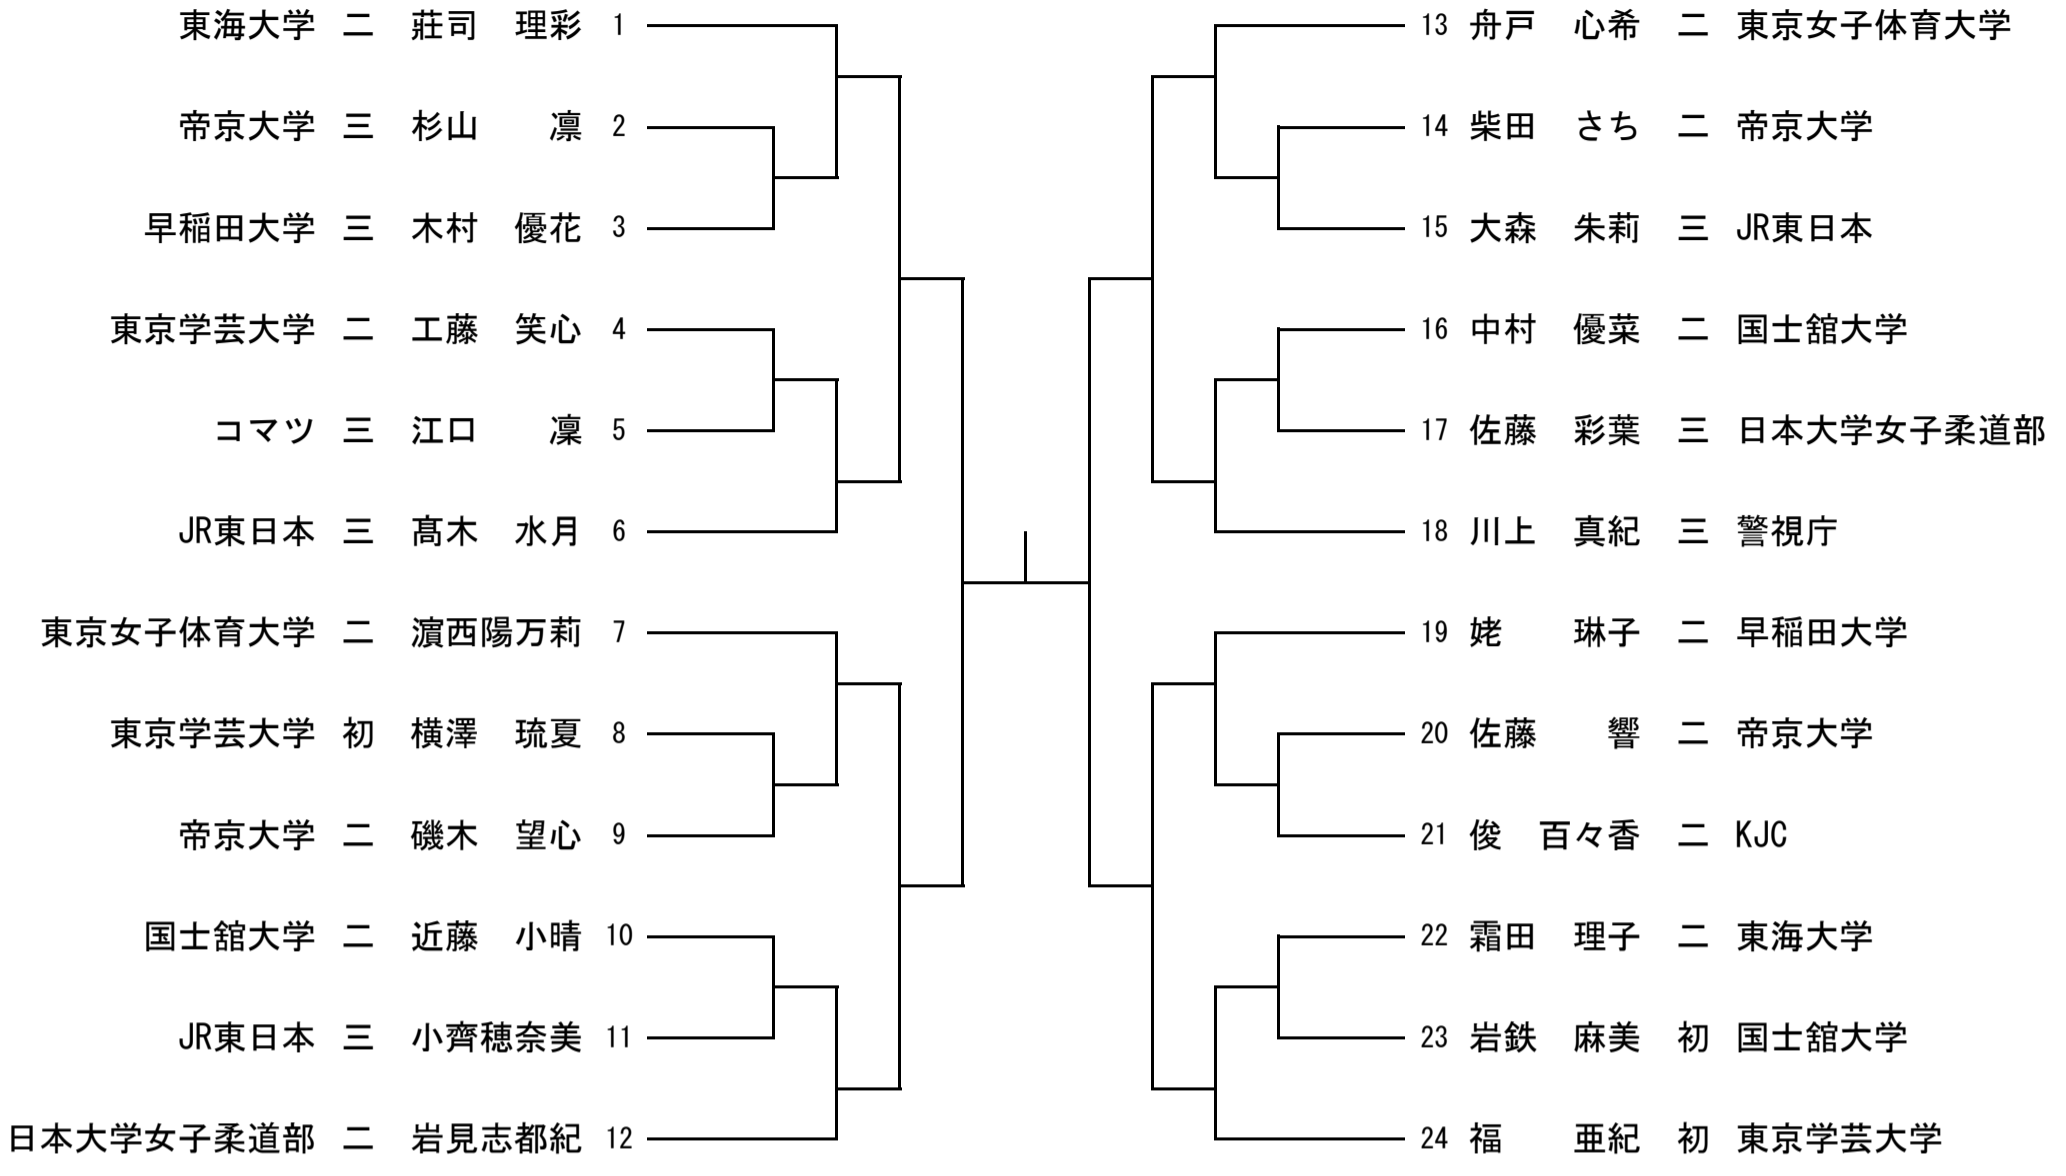 東海大学 二 莊司 理彩 1
帝京大学 三 杉山 凛 2
早稲田大学 三 木村 優花 3
東京学芸大学 二 工藤 笑心 4
コマツ 三 江口 凜 5
JR東日本 三 髙木 水月 6
東京女子体育大学 二 濵西陽万莉 7
東京学芸大学 初 横澤 琉夏 8
帝京大学 二 磯木 望心 9
国士舘大学 二 近藤 小晴 10
JR東日本 三 小齊穂奈美 11
日本大学女子柔道部 二 岩見志都紀 12
13 舟戸 心希 二 東京女子体育大学
14 柴田 さち 二 帝京大学
15 大森 朱莉 三 JR東日本
16 中村 優菜 二 国士舘大学
17 佐藤 彩葉 三 日本大学女子柔道部
18 川上 真紀 三 警視庁
19 姥 琳子 二 早稲田大学
20 佐藤 響 二 帝京大学
21 俊 百々香 二 KJC
22 霜田 理子 二 東海大学
23 岩鉄 麻美 初 国士舘大学
24 福 亜紀 初 東京学芸大学